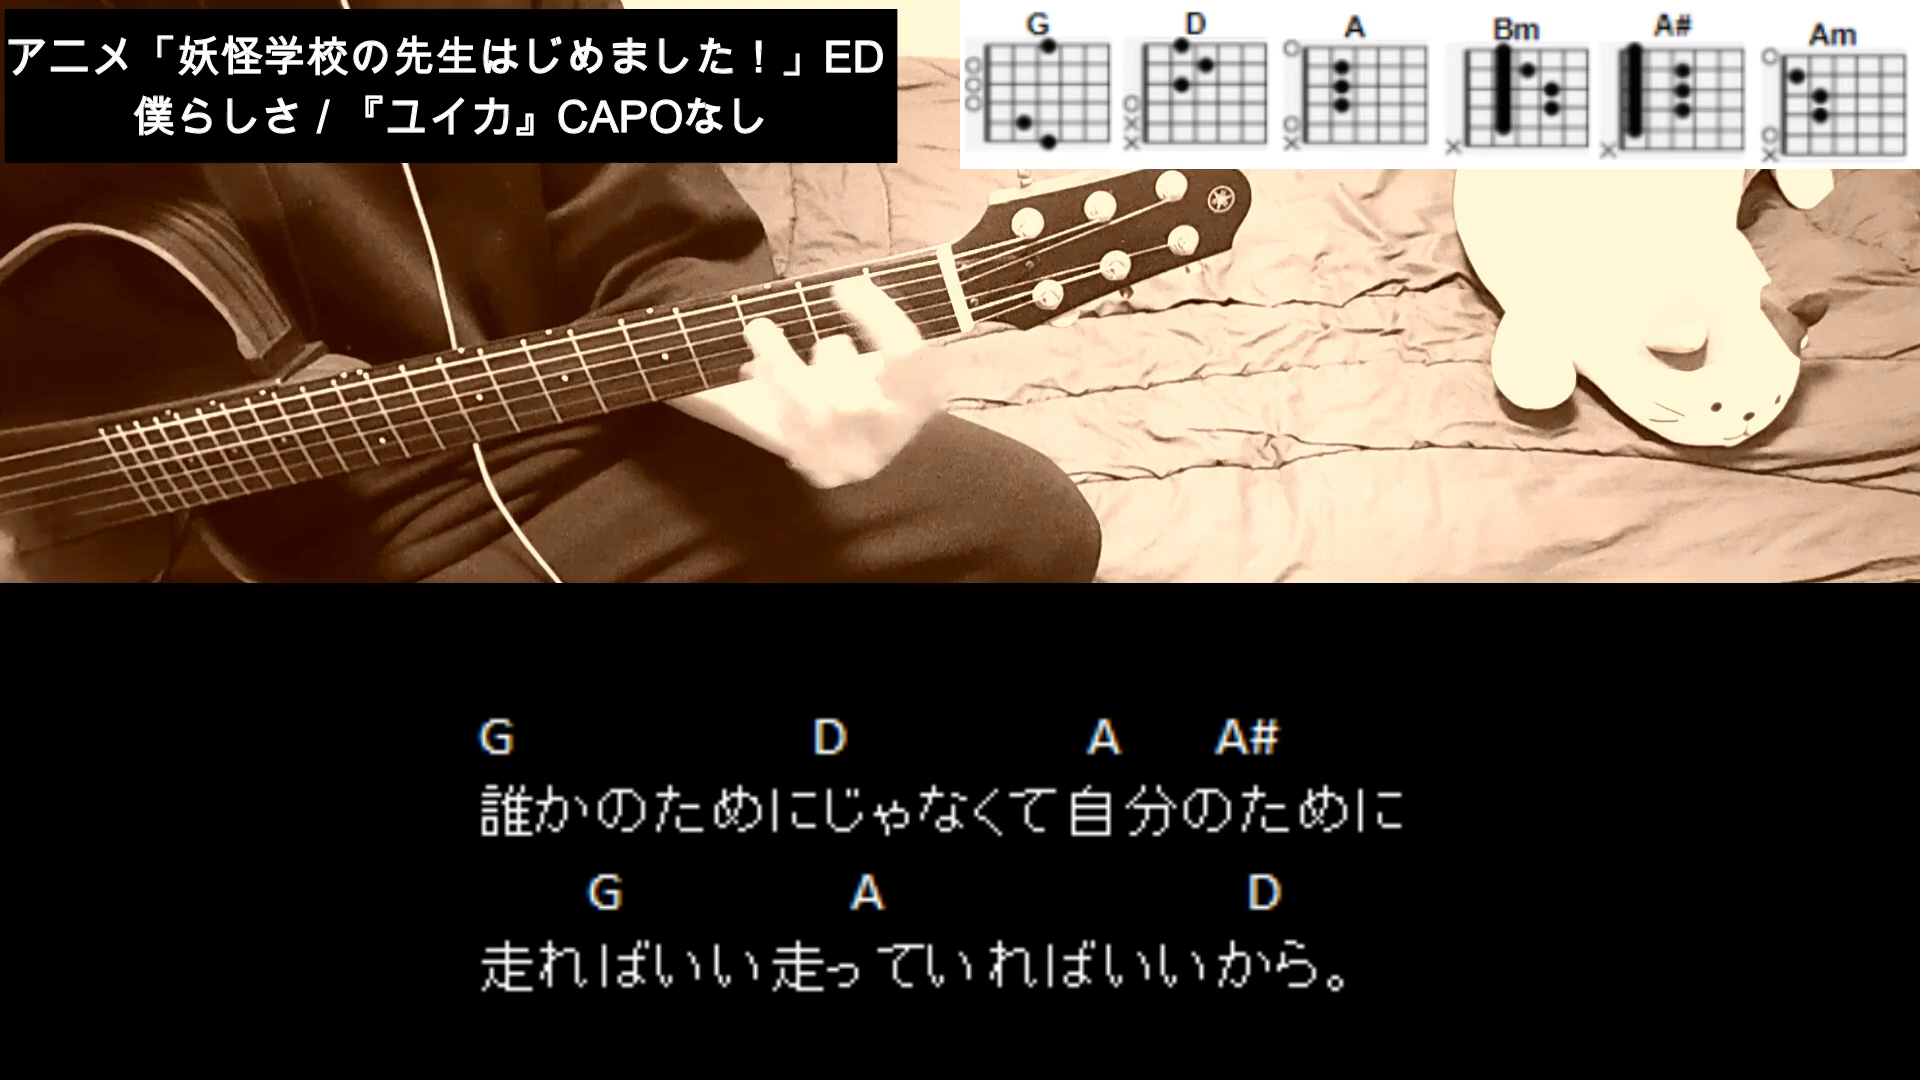 アニメ「妖怪学校の先生はじめました！」ED
僕らしさ / 『ユイカ』CAPOなし
G D A Bm A# Am
G D A A#
誰かのためにじゃなくて自分のために
G A D
走ればいい走っていればいいから。